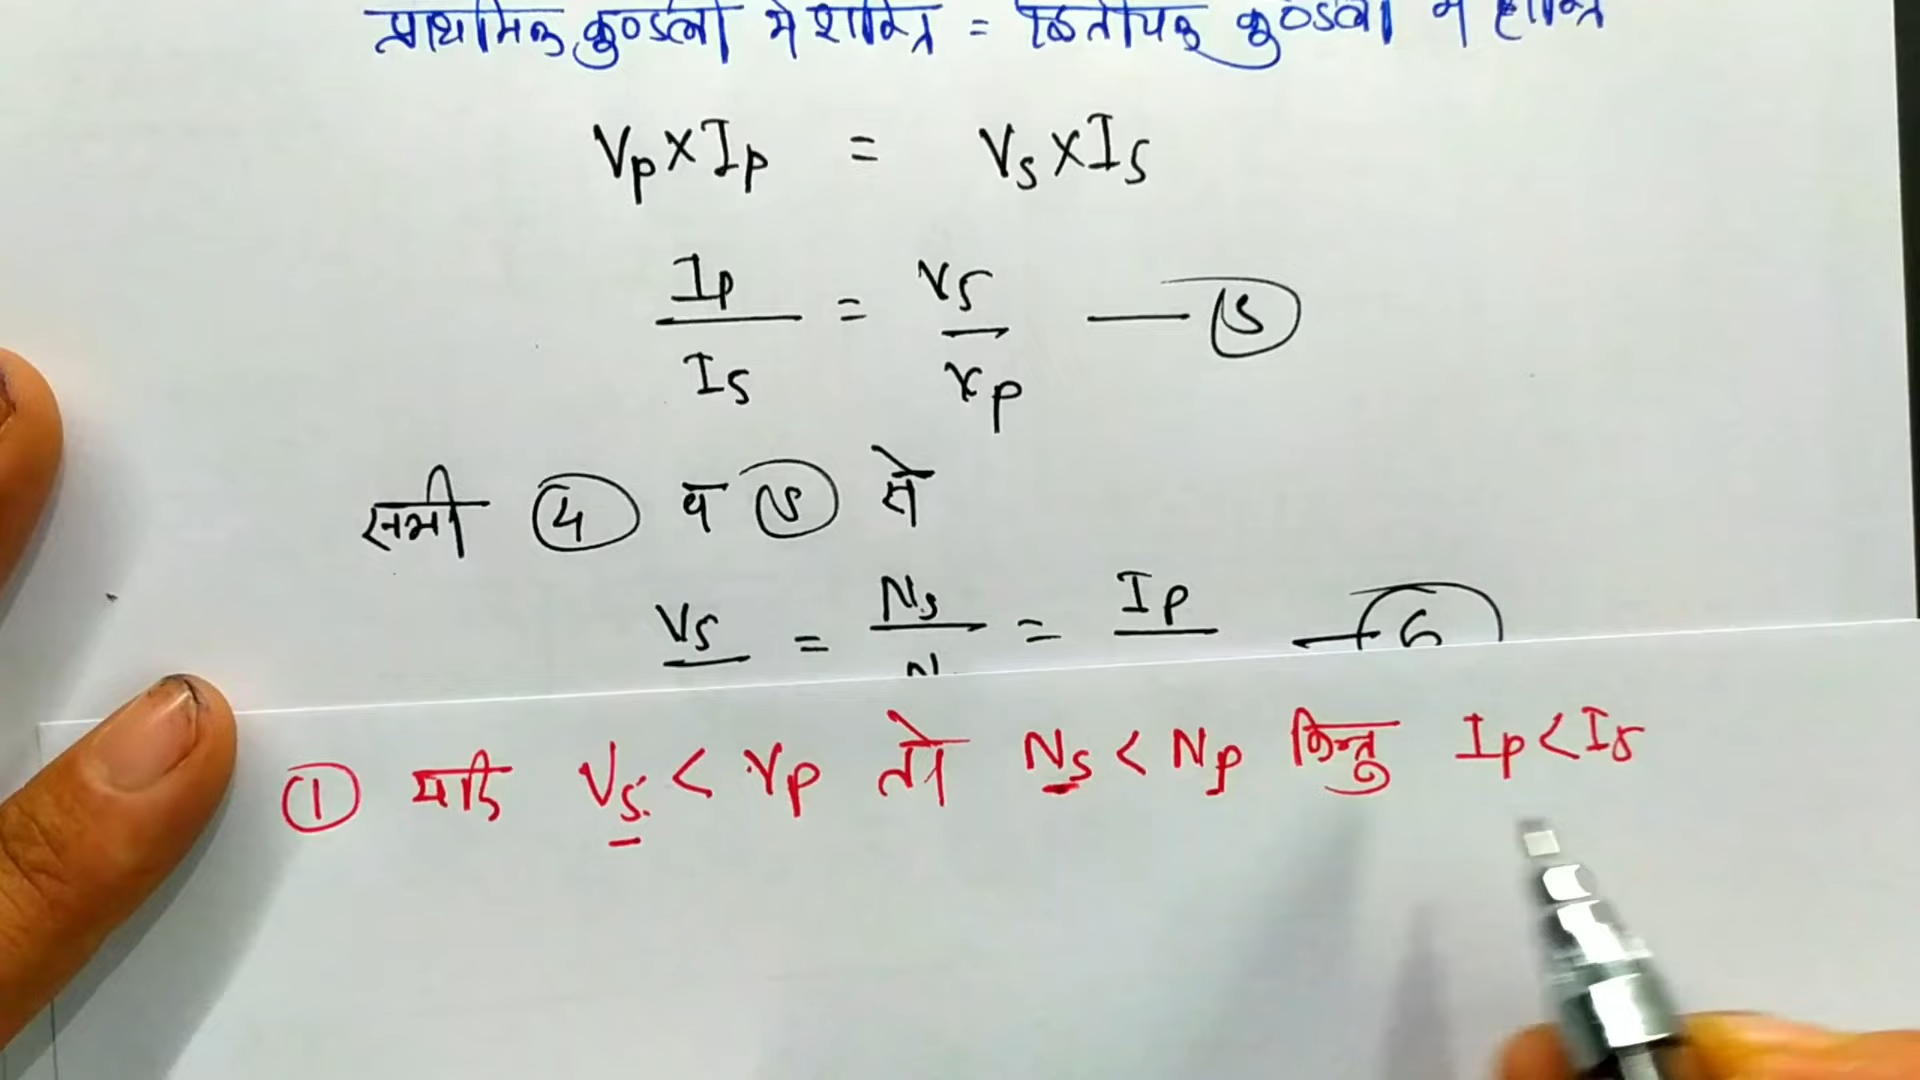 प्राथमिक कुण्डली मे शक्ति = द्वितीयक कुण्डली मे शक्ति
Vp×Ip = Vs×Is
Ip/Is = Vs/Vp — (5)
समी (4) व (5) से
Vs = Ns = Ip — (6)
(1) यदि Vs < Vp तो Ns < Np किन्तु Ip < Is